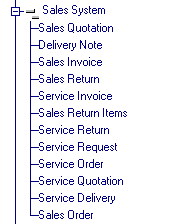 Sales System
Sales Quotation
Delivery Note
Sales Invoice
Sales Return
Service Invoice
Sales Return Items
Service Return
Service Request
Service Order
Service Quotation
Service Delivery
Sales Order